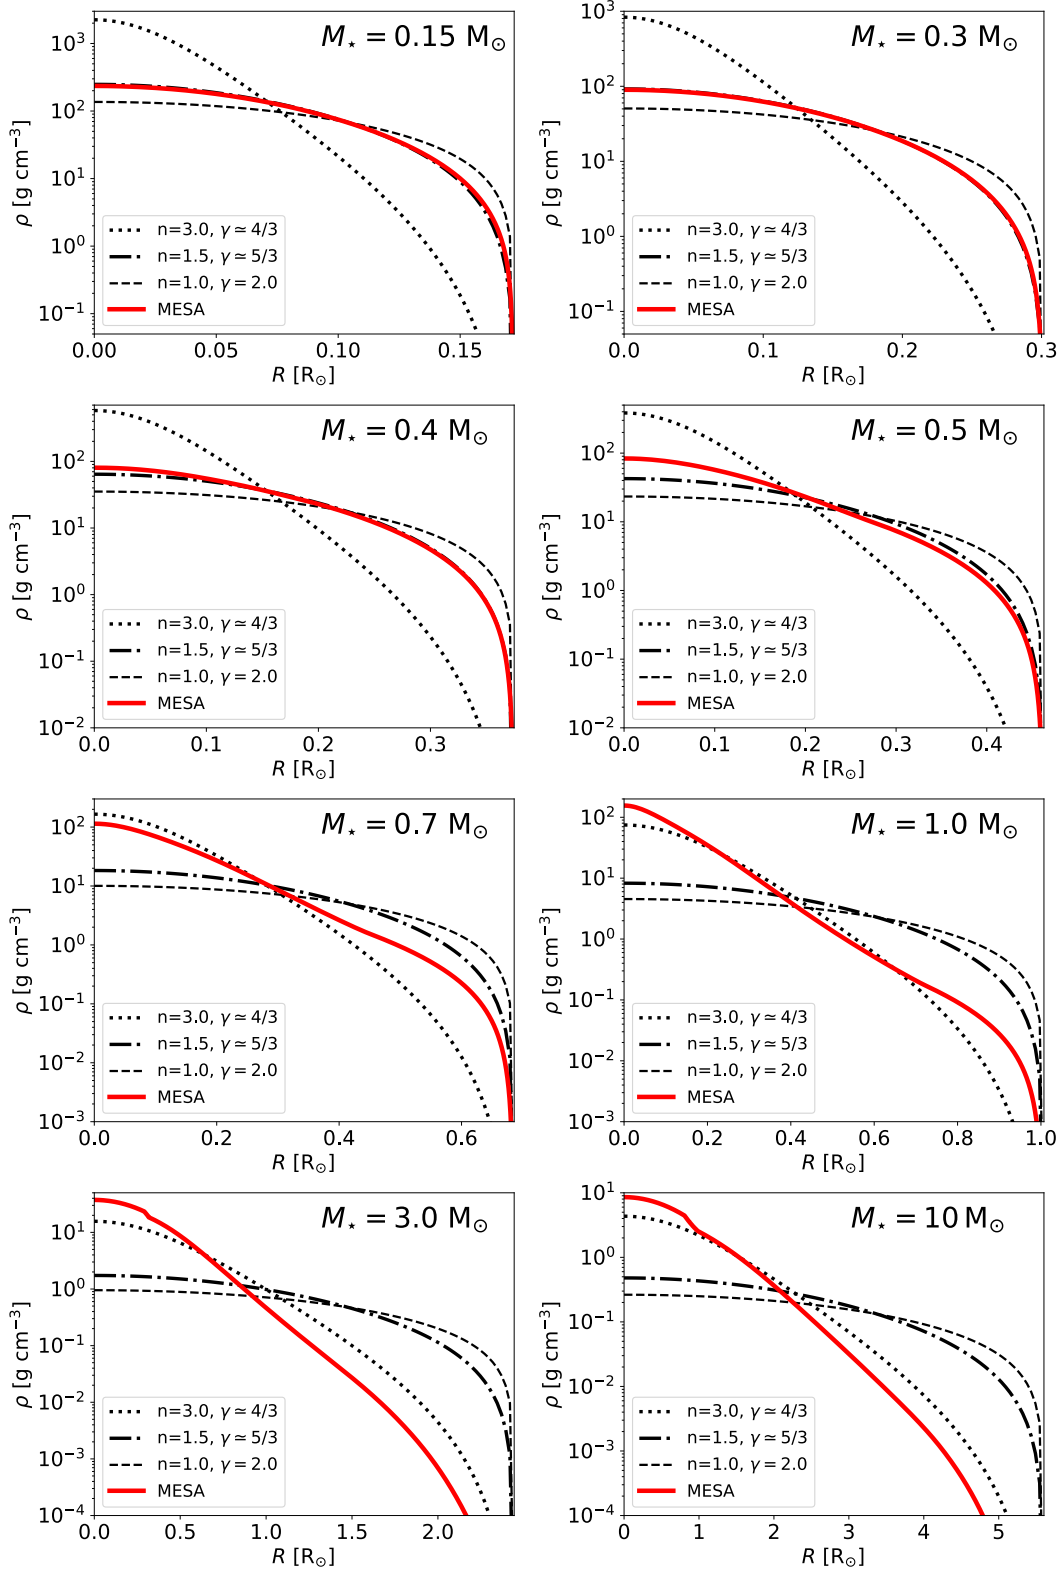 M⋆ = 0.15 M⊙
10³
10²
10¹
10⁰
10⁻¹
ρ [g cm⁻³]
n=3.0, γ ≃ 4/3
n=1.5, γ ≃ 5/3
n=1.0, γ = 2.0
MESA
0.00 0.05 0.10 0.15
R [R⊙]
M⋆ = 0.3 M⊙
10³
10²
10¹
10⁰
10⁻¹
ρ [g cm⁻³]
n=3.0, γ ≃ 4/3
n=1.5, γ ≃ 5/3
n=1.0, γ = 2.0
MESA
0.0 0.1 0.2 0.3
R [R⊙]
M⋆ = 0.4 M⊙
10²
10¹
10⁰
10⁻¹
10⁻²
ρ [g cm⁻³]
n=3.0, γ ≃ 4/3
n=1.5, γ ≃ 5/3
n=1.0, γ = 2.0
MESA
0.0 0.1 0.2 0.3
R [R⊙]
M⋆ = 0.5 M⊙
10²
10¹
10⁰
10⁻¹
10⁻²
ρ [g cm⁻³]
n=3.0, γ ≃ 4/3
n=1.5, γ ≃ 5/3
n=1.0, γ = 2.0
MESA
0.0 0.1 0.2 0.3 0.4
R [R⊙]
M⋆ = 0.7 M⊙
10²
10¹
10⁰
10⁻¹
10⁻²
10⁻³
ρ [g cm⁻³]
n=3.0, γ ≃ 4/3
n=1.5, γ ≃ 5/3
n=1.0, γ = 2.0
MESA
0.0 0.2 0.4 0.6
R [R⊙]
M⋆ = 1.0 M⊙
10²
10¹
10⁰
10⁻¹
10⁻²
10⁻³
ρ [g cm⁻³]
n=3.0, γ ≃ 4/3
n=1.5, γ ≃ 5/3
n=1.0, γ = 2.0
MESA
0.0 0.2 0.4 0.6 0.8 1.0
R [R⊙]
M⋆ = 3.0 M⊙
10¹
10⁰
10⁻¹
10⁻²
10⁻³
10⁻⁴
ρ [g cm⁻³]
n=3.0, γ ≃ 4/3
n=1.5, γ ≃ 5/3
n=1.0, γ = 2.0
MESA
0.0 0.5 1.0 1.5 2.0
R [R⊙]
M⋆ = 10 M⊙
10¹
10⁰
10⁻¹
10⁻²
10⁻³
10⁻⁴
ρ [g cm⁻³]
n=3.0, γ ≃ 4/3
n=1.5, γ ≃ 5/3
n=1.0, γ = 2.0
MESA
0 1 2 3 4 5
R [R⊙]